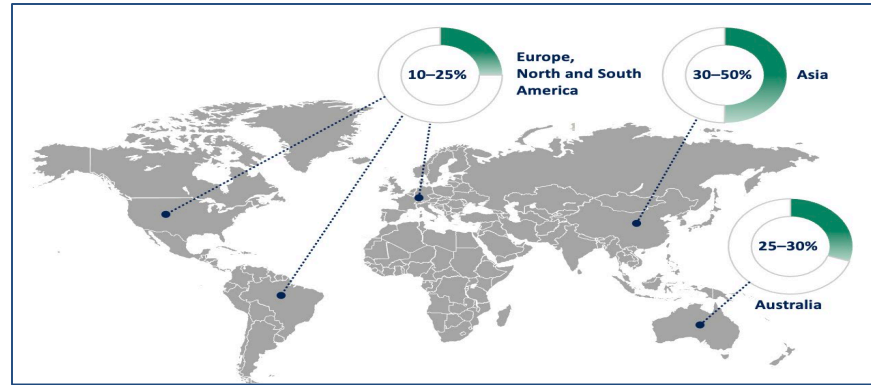 10–25%
Europe,
North and South
America
30–50%
Asia
25–30%
Australia